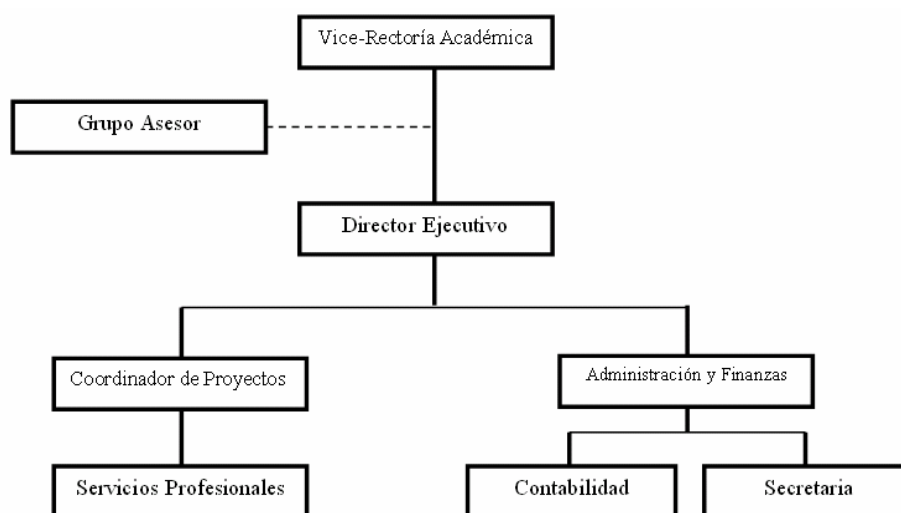 Vice-Rectoría Académica
Grupo Asesor
Director Ejecutivo
Coordinador de Proyectos
Administración y Finanzas
Servicios Profesionales
Contabilidad
Secretaria